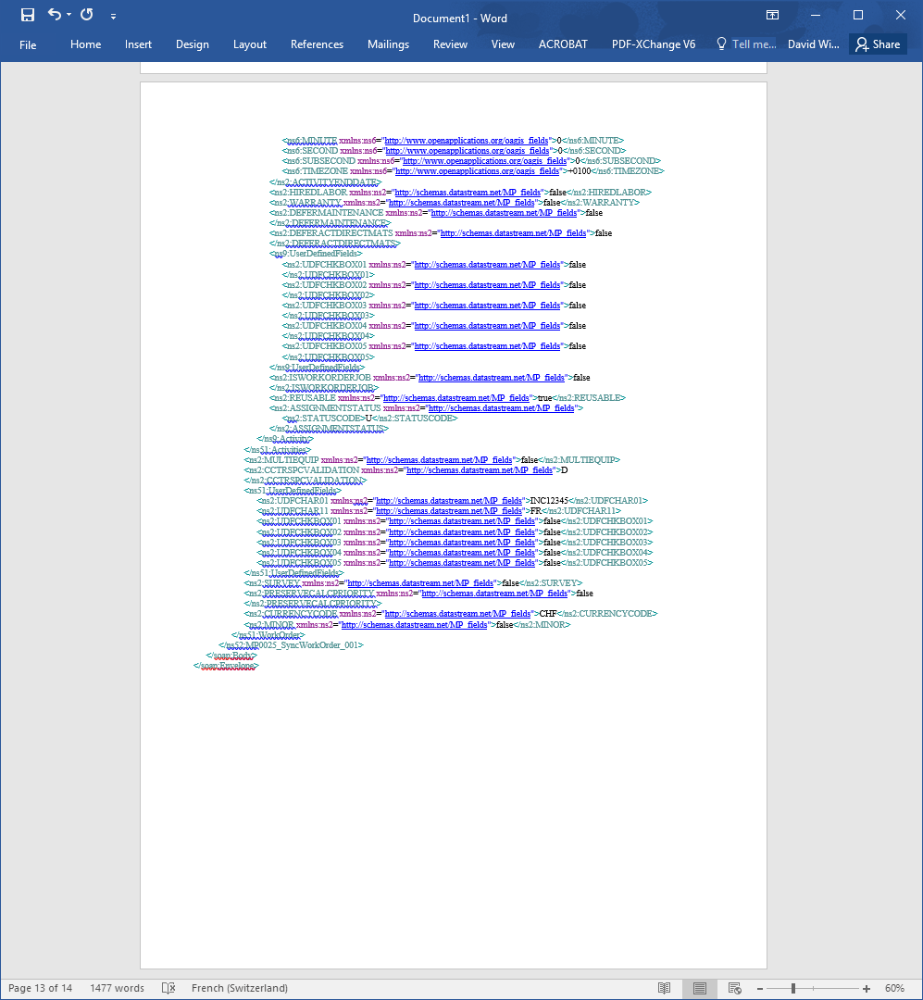 Document1 - Word
File Home Insert Design Layout References Mailings Review View ACROBAT PDF-XChange V6 Tell me... David Wi... Share
<ns6:MINUTE xmlns:ns6="http://www.openapplications.org/oagis_fields">0</ns6:MINUTE>
<ns6:SECOND xmlns:ns6="http://www.openapplications.org/oagis_fields">0</ns6:SECOND>
<ns6:SUBSECOND xmlns:ns6="http://www.openapplications.org/oagis_fields">0</ns6:SUBSECOND>
<ns6:TIMEZONE xmlns:ns6="http://www.openapplications.org/oagis_fields">+0100</ns6:TIMEZONE>
</ns2:ACTIVITYENDDATE>
<ns2:HIREDLABOR xmlns:ns2="http://schemas.datastream.net/MP_fields">false</ns2:HIREDLABOR>
<ns2:WARRANTY xmlns:ns2="http://schemas.datastream.net/MP_fields">false</ns2:WARRANTY>
<ns2:DEFERMAINTENANCE xmlns:ns2="http://schemas.datastream.net/MP_fields">false
</ns2:DEFERMAINTENANCE>
<ns2:DEFERACTDIRECTMATS xmlns:ns2="http://schemas.datastream.net/MP_fields">false
</ns2:DEFERACTDIRECTMATS>
<ns9:UserDefinedFields>
<ns2:UDFCHKBOX01 xmlns:ns2="http://schemas.datastream.net/MP_fields">false
</ns2:UDFCHKBOX01>
<ns2:UDFCHKBOX02 xmlns:ns2="http://schemas.datastream.net/MP_fields">false
</ns2:UDFCHKBOX02>
<ns2:UDFCHKBOX03 xmlns:ns2="http://schemas.datastream.net/MP_fields">false
</ns2:UDFCHKBOX03>
<ns2:UDFCHKBOX04 xmlns:ns2="http://schemas.datastream.net/MP_fields">false
</ns2:UDFCHKBOX04>
<ns2:UDFCHKBOX05 xmlns:ns2="http://schemas.datastream.net/MP_fields">false
</ns2:UDFCHKBOX05>
</ns9:UserDefinedFields>
<ns2:ISWORKORDERJOB xmlns:ns2="http://schemas.datastream.net/MP_fields">false
</ns2:ISWORKORDERJOB>
<ns2:REUSABLE xmlns:ns2="http://schemas.datastream.net/MP_fields">true</ns2:REUSABLE>
<ns2:ASSIGNMENTSTATUS xmlns:ns2="http://schemas.datastream.net/MP_fields">
<ns2:STATUSCODE>U</ns2:STATUSCODE>
</ns2:ASSIGNMENTSTATUS>
</ns9:Activity>
</ns51:Activities>
<ns2:MULTIEQUIP xmlns:ns2="http://schemas.datastream.net/MP_fields">false</ns2:MULTIEQUIP>
<ns2:CCTRSPCVALIDATION xmlns:ns2="http://schemas.datastream.net/MP_fields">D
</ns2:CCTRSPCVALIDATION>
<ns51:UserDefinedFields>
<ns2:UDFCHAR01 xmlns:ns2="http://schemas.datastream.net/MP_fields">INC12345</ns2:UDFCHAR01>
<ns2:UDFCHAR11 xmlns:ns2="http://schemas.datastream.net/MP_fields">FR</ns2:UDFCHAR11>
<ns2:UDFCHKBOX01 xmlns:ns2="http://schemas.datastream.net/MP_fields">false</ns2:UDFCHKBOX01>
<ns2:UDFCHKBOX02 xmlns:ns2="http://schemas.datastream.net/MP_fields">false</ns2:UDFCHKBOX02>
<ns2:UDFCHKBOX03 xmlns:ns2="http://schemas.datastream.net/MP_fields">false</ns2:UDFCHKBOX03>
<ns2:UDFCHKBOX04 xmlns:ns2="http://schemas.datastream.net/MP_fields">false</ns2:UDFCHKBOX04>
<ns2:UDFCHKBOX05 xmlns:ns2="http://schemas.datastream.net/MP_fields">false</ns2:UDFCHKBOX05>
</ns51:UserDefinedFields>
<ns2:SURVEY xmlns:ns2="http://schemas.datastream.net/MP_fields">false</ns2:SURVEY>
<ns2:PRESERVECALCPRIORITY xmlns:ns2="http://schemas.datastream.net/MP_fields">false
</ns2:PRESERVECALCPRIORITY>
<ns2:CURRENCYCODE xmlns:ns2="http://schemas.datastream.net/MP_fields">CHF</ns2:CURRENCYCODE>
<ns2:MINOR xmlns:ns2="http://schemas.datastream.net/MP_fields">false</ns2:MINOR>
</ns51:WorkOrder>
</ns52:MP0025_SyncWorkOrder_001>
</soap:Body>
</soap:Envelope>
Page 13 of 14 1477 words French (Switzerland) 60%